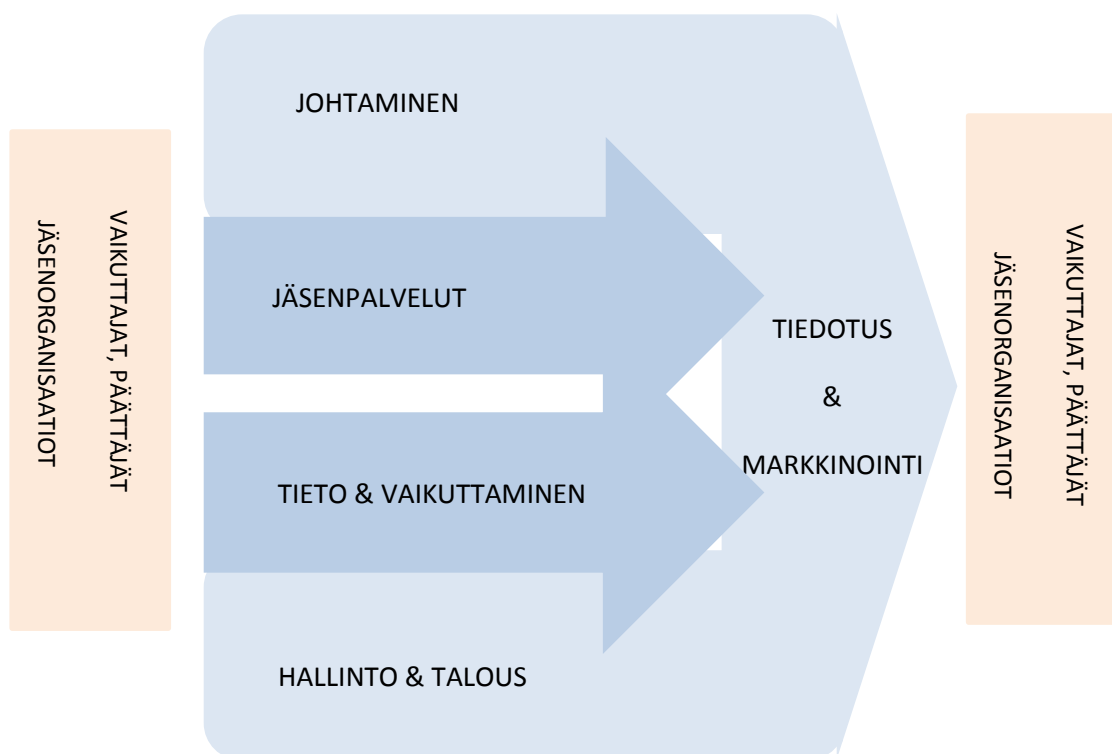 VAIKUTTAJAT, PÄÄTTÄJÄT
JÄSENORGANISAATIOT
JOHTAMINEN
JÄSENPALVELUT
TIETO & VAIKUTTAMINEN
HALLINTO & TALOUS
TIEDOTUS
&
MARKKINOINTI
VAIKUTTAJAT, PÄÄTTÄJÄT
JÄSENORGANISAATIOT